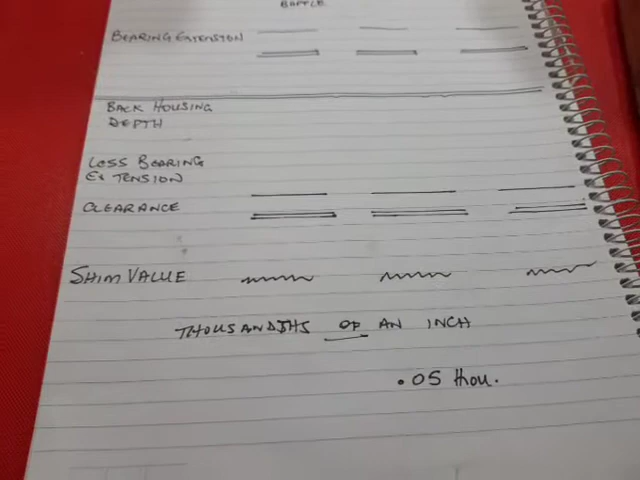 BAFFLE
BEARING EXTENSION
BACK HOUSING
DEPTH
LESS BEARING
EXTENSION
CLEARANCE
SHIM VALUE
THOUSANDTHS OF AN INCH
.05 thou.